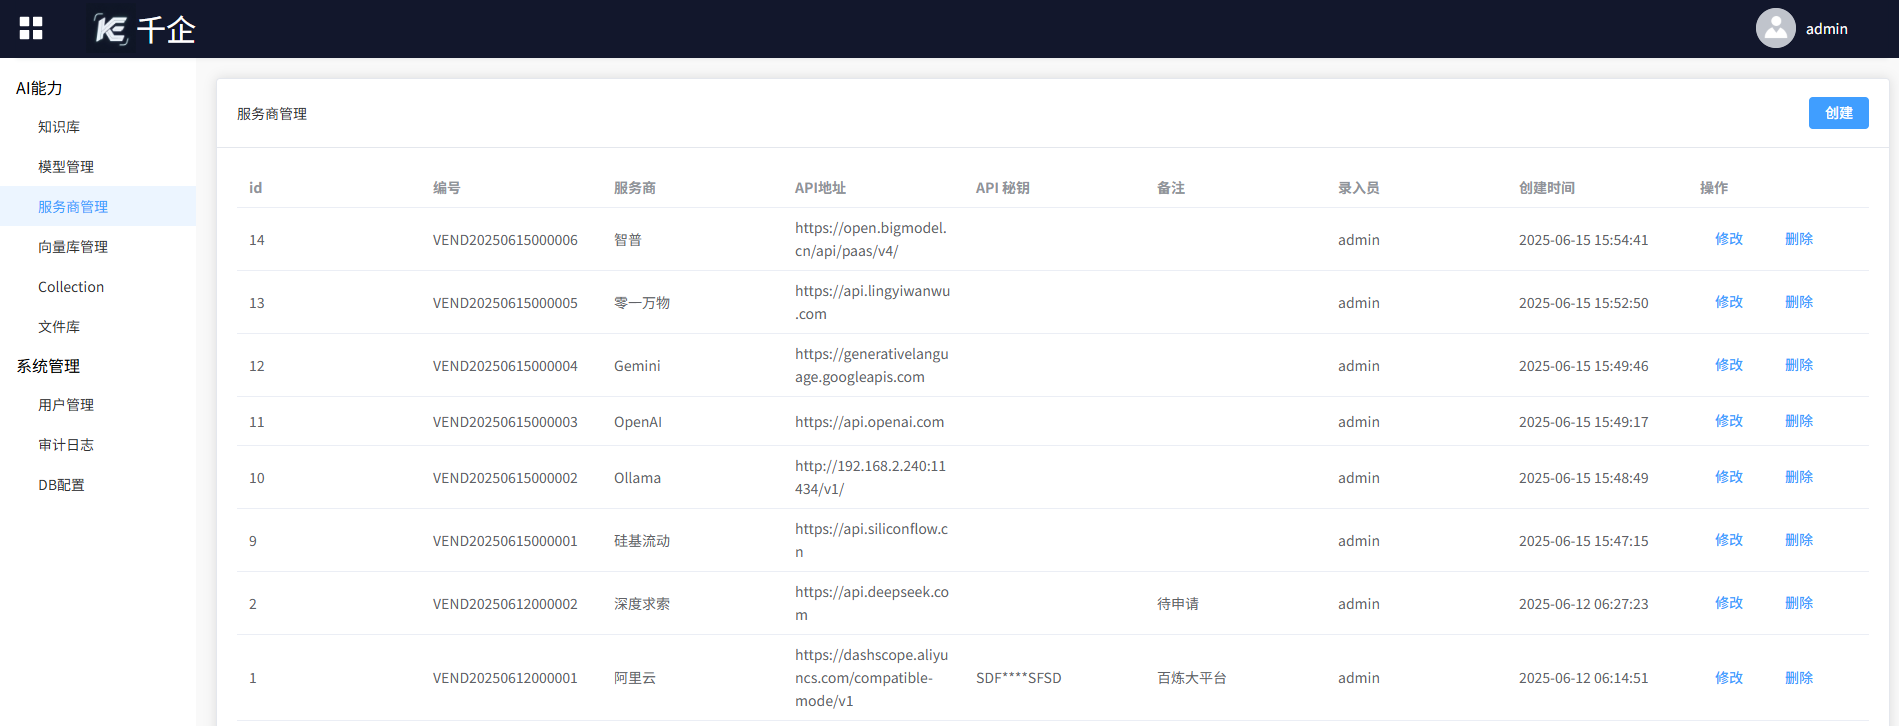 KE 千企
admin
AI能力
知识库
模型管理
服务商管理
向量库管理
Collection
文件库
系统管理
用户管理
审计日志
DB配置
服务商管理
创建
id 编号 服务商 API地址 API 秘钥 备注 录入员 创建时间 操作
14 VEND20250615000006 智普 https://open.bigmodel.
cn/api/paas/v4/ admin 2025-06-15 15:54:41 修改 删除
13 VEND20250615000005 零一万物 https://api.lingyiwanwu
.com admin 2025-06-15 15:52:50 修改 删除
12 VEND20250615000004 Gemini https://generativelangu
age.googleapis.com admin 2025-06-15 15:49:46 修改 删除
11 VEND20250615000003 OpenAI https://api.openai.com admin 2025-06-15 15:49:17 修改 删除
10 VEND20250615000002 Ollama http://192.168.2.240:11
434/v1/ admin 2025-06-15 15:48:49 修改 删除
9 VEND20250615000001 硅基流动 https://api.siliconflow.c
n admin 2025-06-15 15:47:15 修改 删除
2 VEND20250612000002 深度求索 https://api.deepseek.co
m 待申请 admin 2025-06-12 06:27:23 修改 删除
1 VEND20250612000001 阿里云 https://dashscope.aliyu
ncs.com/compatible-
mode/v1 SDF****SFSD 百炼大平台 admin 2025-06-12 06:14:51 修改 删除